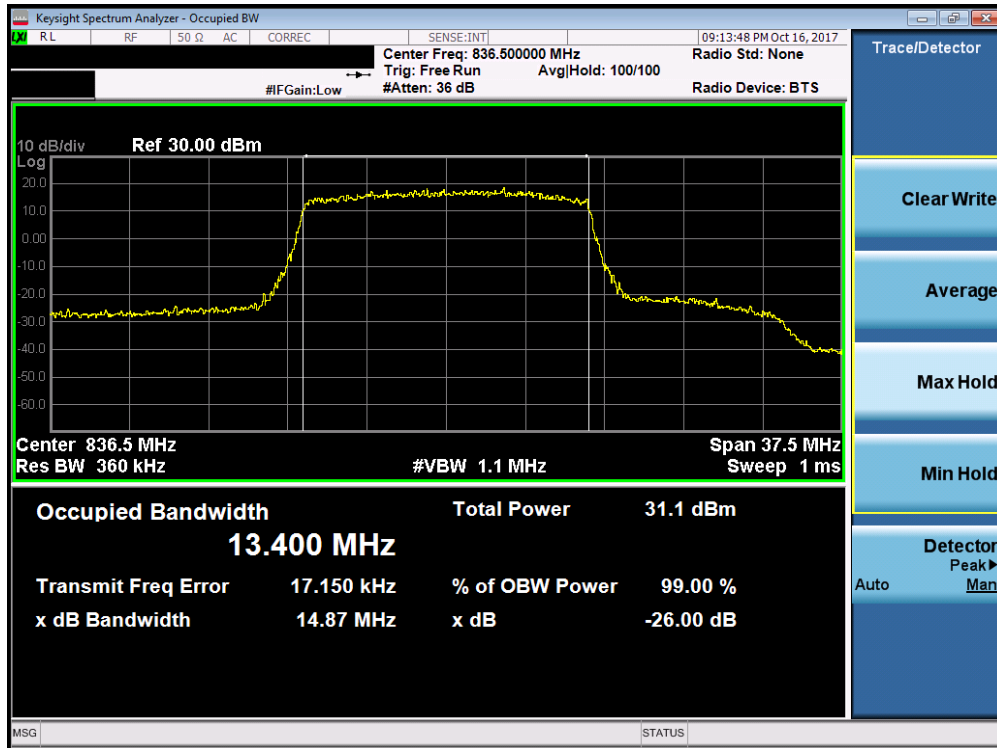 Keysight Spectrum Analyzer - Occupied BW
LXI RL RF 50 Ω AC CORREC SENSE:INT 09:13:48 PM Oct 16, 2017
Center Freq: 836.500000 MHz Radio Std: None
Trig: Free Run Avg|Hold: 100/100
#IFGain:Low #Atten: 36 dB Radio Device: BTS
Trace/Detector
10 dB/div Ref 30.00 dBm
Log
20.0
10.0
0.00
-10.0
-20.0
-30.0
-40.0
-50.0
-60.0
Center 836.5 MHz Span 37.5 MHz
Res BW 360 kHz #VBW 1.1 MHz Sweep 1 ms
Occupied Bandwidth Total Power 31.1 dBm
13.400 MHz
Transmit Freq Error 17.150 kHz % of OBW Power 99.00 %
x dB Bandwidth 14.87 MHz x dB -26.00 dB
Clear Write
Average
Max Hold
Min Hold
Detector
Peak▶
Auto Man
MSG STATUS